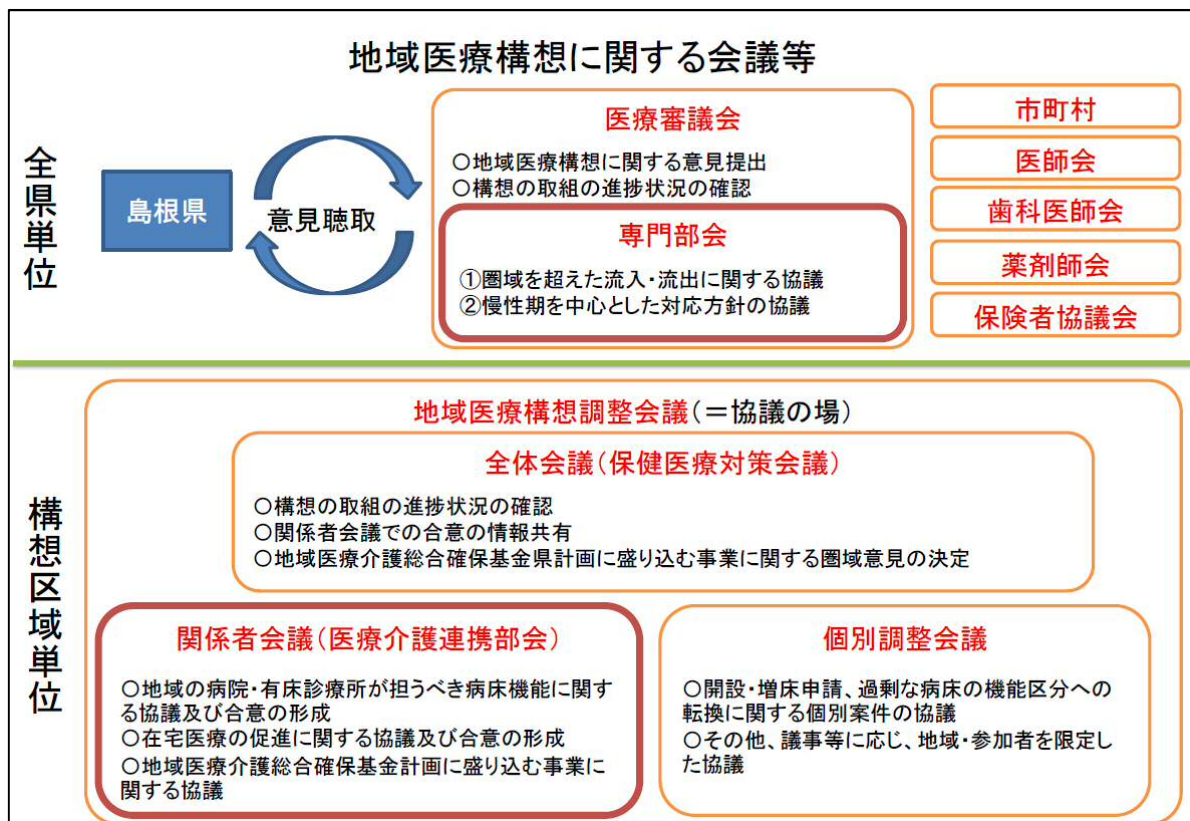 地域医療構想に関する会議等
全県単位
島根県
意見聴取
医療審議会
○地域医療構想に関する意見提出
○構想の取組の進捗状況の確認
専門部会
①圏域を超えた流入・流出に関する協議
②慢性期を中心とした対応方針の協議
市町村
医師会
歯科医師会
薬剤師会
保険者協議会
構想区域単位
地域医療構想調整会議(＝協議の場)
全体会議(保健医療対策会議)
○構想の取組の進捗状況の確認
○関係者会議での合意の情報共有
○地域医療介護総合確保基金県計画に盛り込む事業に関する圏域意見の決定
関係者会議(医療介護連携部会)
○地域の病院・有床診療所が担うべき病床機能に関す
る協議及び合意の形成
○在宅医療の促進に関する協議及び合意の形成
○地域医療介護総合確保基金計画に盛り込む事業に
関する協議
個別調整会議
○開設・増床申請、過剰な病床の機能区分への
転換に関する個別案件の協議
○その他、議事等に応じ、地域・参加者を限定し
た協議